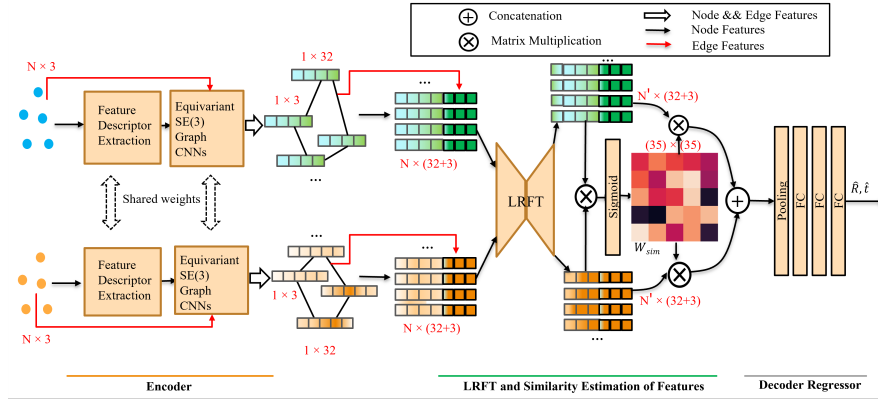 Concatenation
Matrix Multiplication
Node && Edge Features
Node Features
Edge Features
N × 3
Feature
Descriptor
Extraction
Equivariant
SE(3)
Graph
CNNs
1 × 32
1 × 3
...
...
N × (32+3)
Shared weights
LRFT
...
N' × (32+3)
Sigmoid
(35) × (35)
W_sim
N' × (32+3)
...
Pooling
FC
FC
FC
R̂, t̂
Feature
Descriptor
Extraction
Equivariant
SE(3)
Graph
CNNs
N × 3
...
1 × 3
1 × 32
...
N × (32+3)
Encoder
LRFT and Similarity Estimation of Features
Decoder Regressor